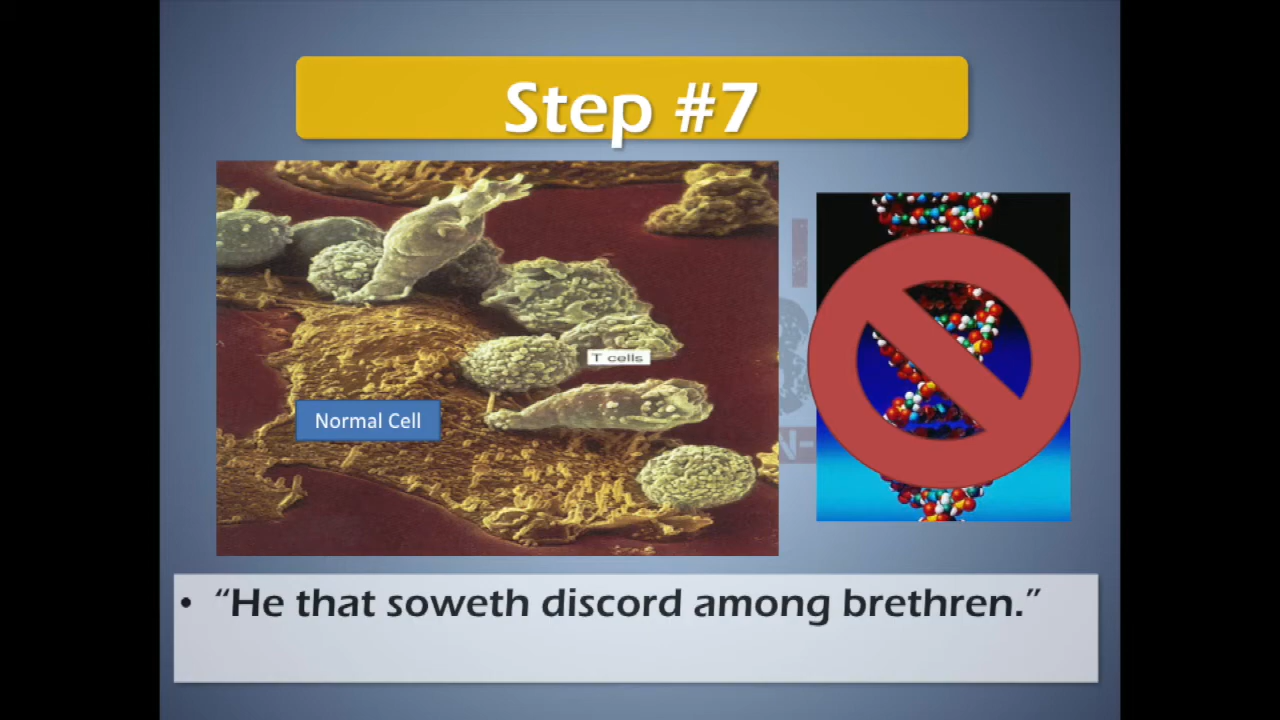 Step #7
T cells
Normal Cell
• “He that soweth discord among brethren.”